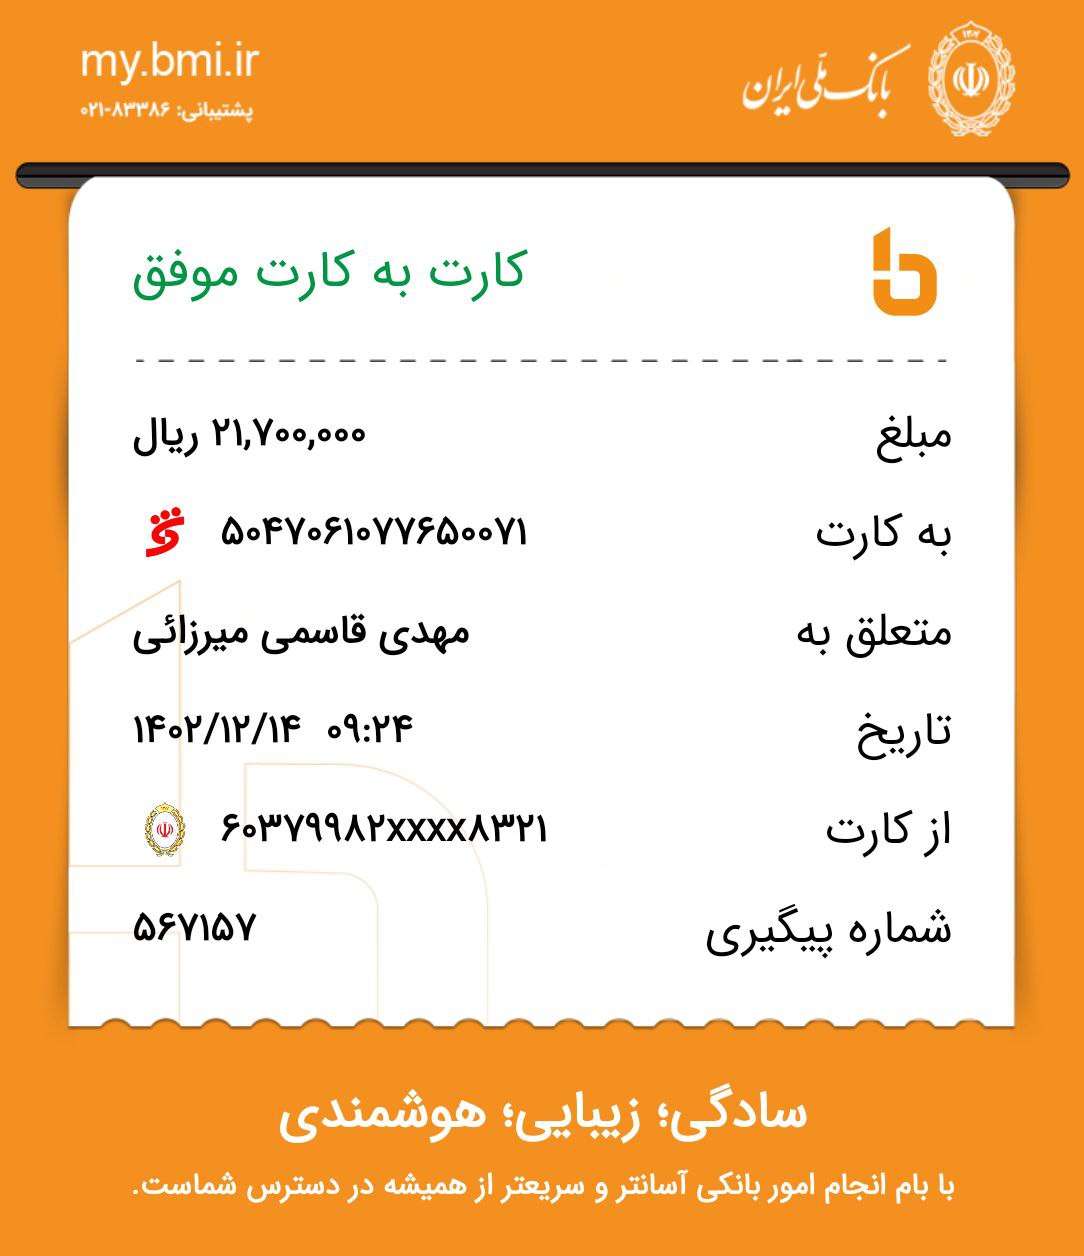 بانک ملی ایران
my.bmi.ir
پشتیبانی: ۸۳۳۸۶-۰۲۱
کارت به کارت موفق
مبلغ ۲۱,۷۰۰,۰۰۰ ریال
به کارت ۵۰۴۷۰۶۱۰۷۷۶۵۰۰۷۱
متعلق به مهدی قاسمی میرزائی
تاریخ ۱۴۰۲/۱۲/۱۴ ۰۹:۲۴
از کارت ۶۰۳۷۹۹۸۲xxxx۸۳۲۱
شماره پیگیری ۵۶۷۱۵۷
سادگی؛ زیبایی؛ هوشمندی
با بام انجام امور بانکی آسانتر و سریعتر از همیشه در دسترس شماست.